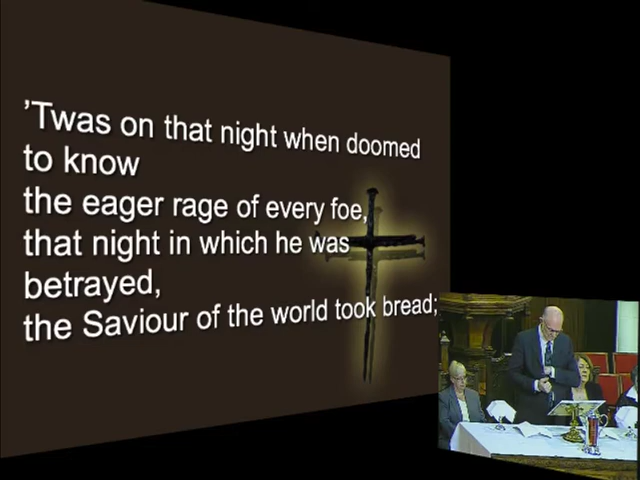 ’Twas on that night when doomed
to know
the eager rage of every foe,
that night in which he was
betrayed,
the Saviour of the world took bread;